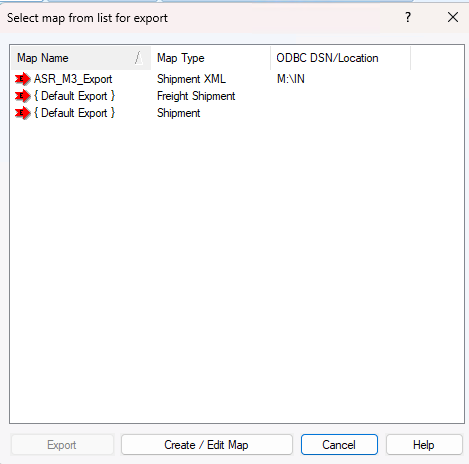 Select map from list for export ?
Map Name / Map Type ODBC DSN/Location
ASR_M3_Export Shipment XML M:\IN
{ Default Export } Freight Shipment
{ Default Export } Shipment
Export Create / Edit Map Cancel Help